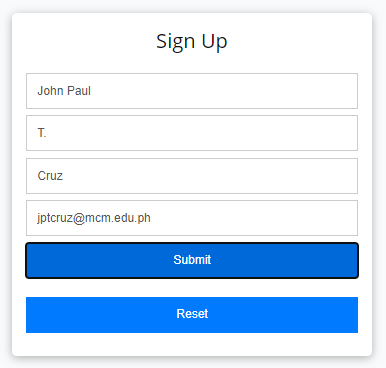 Sign Up
John Paul
T.
Cruz
jptcruz@mcm.edu.ph
Submit
Reset